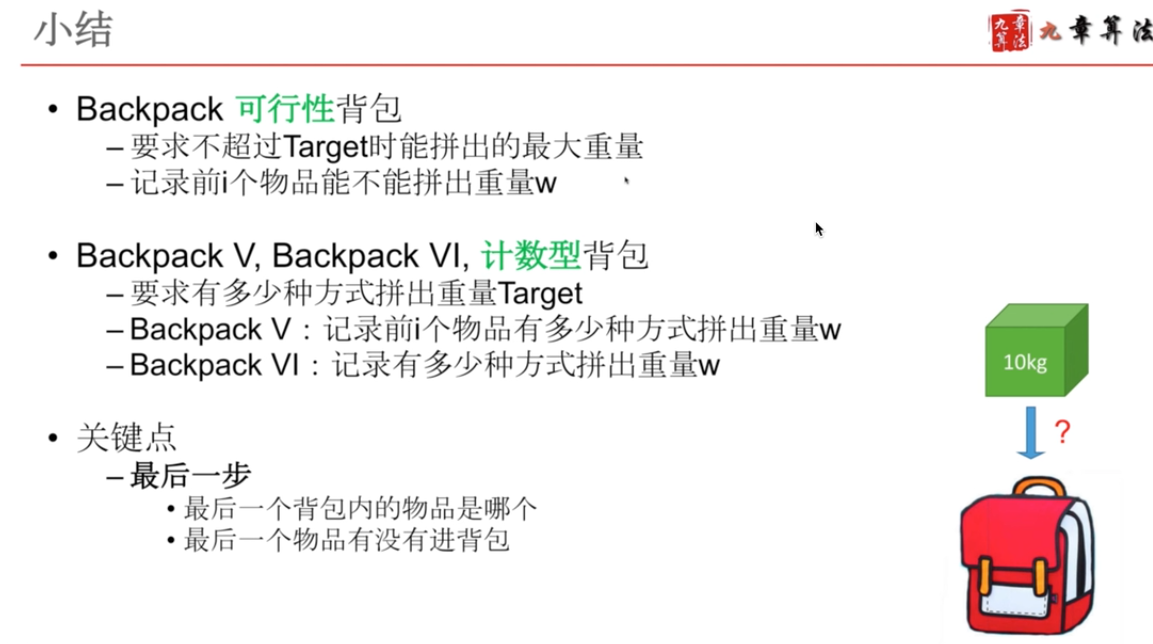 小结
九章算法
九章算法
• Backpack 可行性背包
– 要求不超过Target时能拼出的最大重量
– 记录前i个物品能不能拼出重量w
• Backpack V, Backpack VI, 计数型背包
– 要求有多少种方式拼出重量Target
– Backpack V：记录前i个物品有多少种方式拼出重量w
– Backpack VI：记录有多少种方式拼出重量w
• 关键点
– 最后一步
• 最后一个背包内的物品是哪个
• 最后一个物品有没有进背包
10kg
?